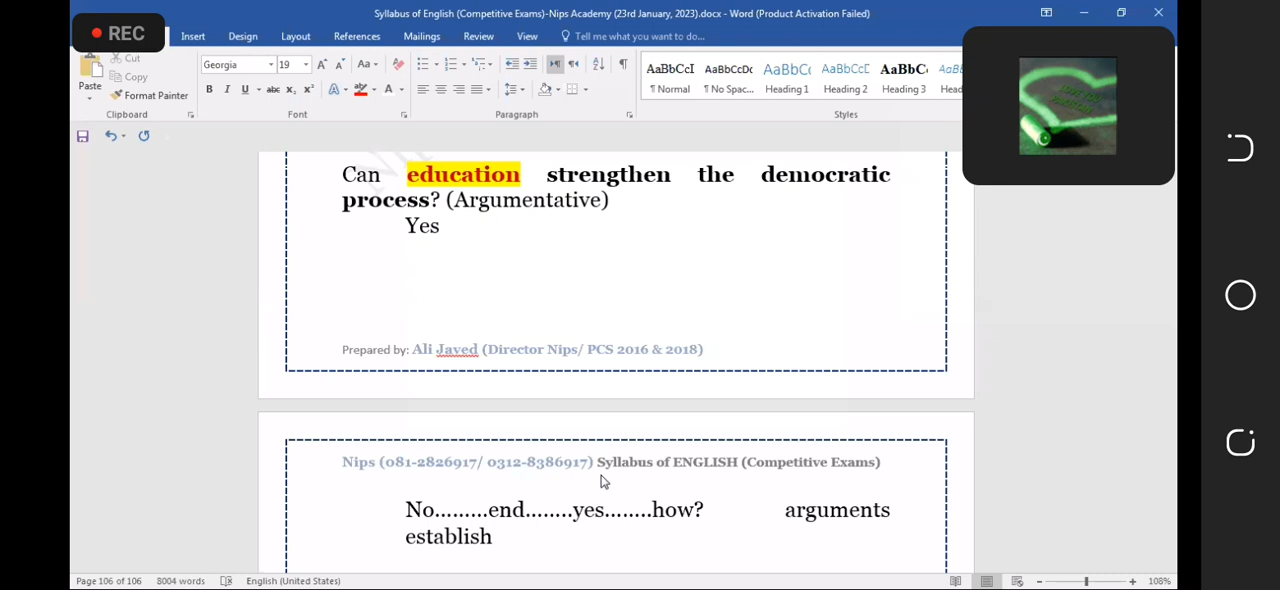 Syllabus of English (Competitive Exams)-Nips Academy (23rd January, 2023).docx - Word (Product Activation Failed)
REC
Insert Design Layout References Mailings Review View Tell me what you want to do...
Cut
Copy
Paste
Format Painter
Georgia 19
AaBbCcI AaBbCcDc AaBbCc AaBbCcD AaBbCc AaBb
¶ Normal ¶ No Spac... Heading 1 Heading 2 Heading 3 Head
Clipboard Font Paragraph Styles
Can education strengthen the democratic
process? (Argumentative)
Yes
Prepared by: Ali Javed (Director Nips/ PCS 2016 & 2018)
Nips (081-2826917/ 0312-8386917) Syllabus of ENGLISH (Competitive Exams)
No.........end........yes........how? arguments
establish
Page 106 of 106 8004 words English (United States) 108%